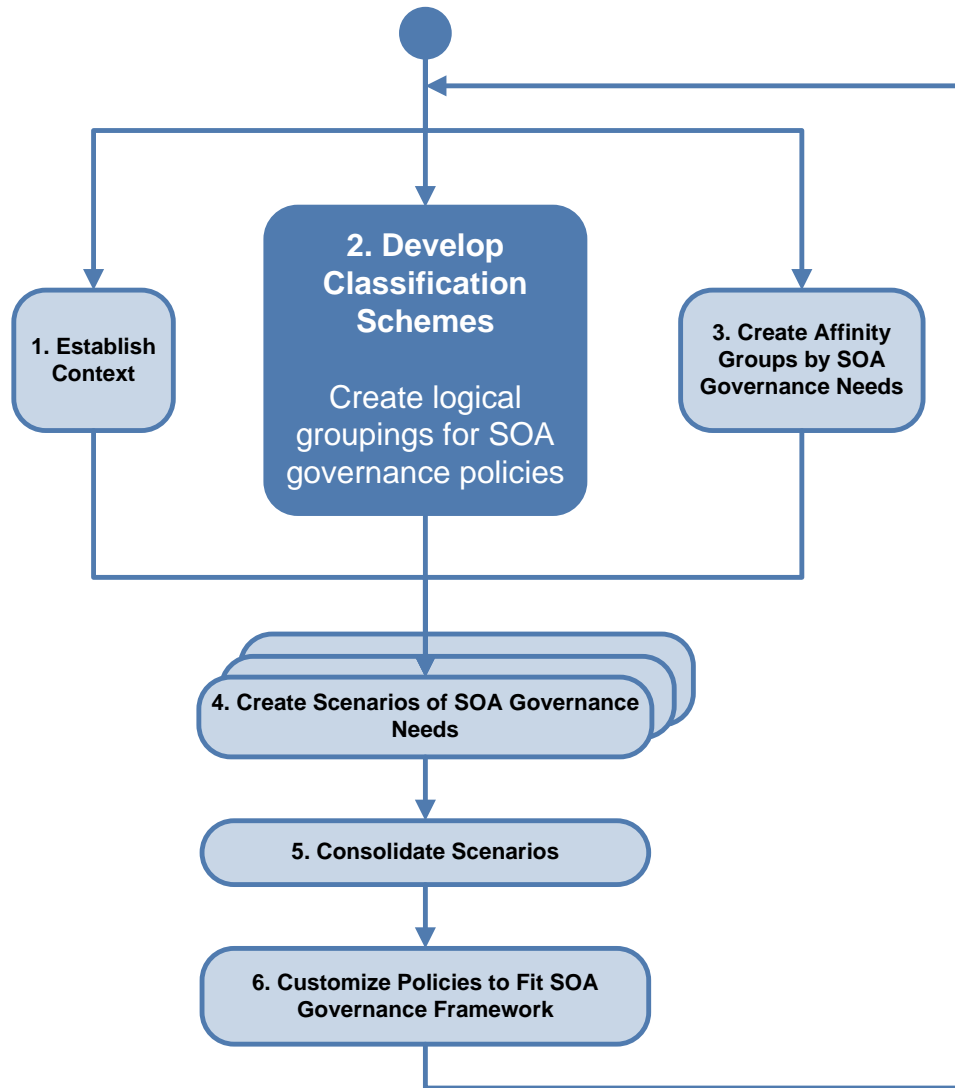 1. Establish
Context
2. Develop
Classification
Schemes
Create logical
groupings for SOA
governance policies
3. Create Affinity
Groups by SOA
Governance Needs
4. Create Scenarios of SOA Governance
Needs
5. Consolidate Scenarios
6. Customize Policies to Fit SOA
Governance Framework